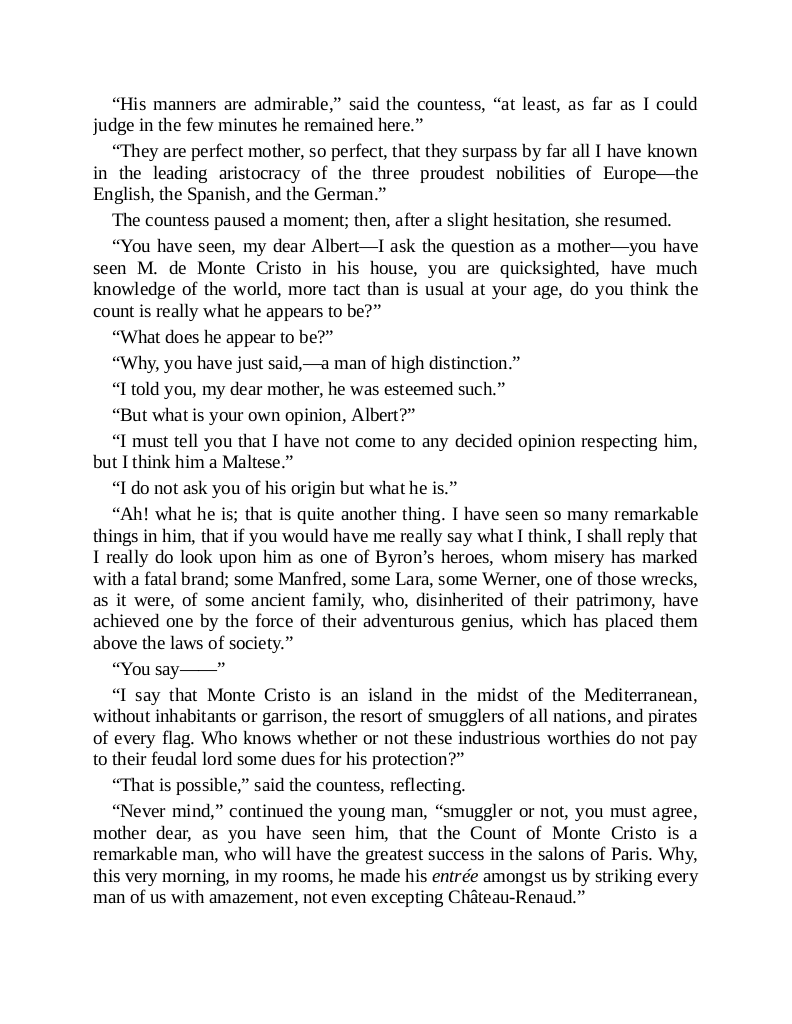 “His manners are admirable,” said the countess, “at least, as far as I could
judge in the few minutes he remained here.”
“They are perfect mother, so perfect, that they surpass by far all I have known
in the leading aristocracy of the three proudest nobilities of Europe—the
English, the Spanish, and the German.”
The countess paused a moment; then, after a slight hesitation, she resumed.
“You have seen, my dear Albert—I ask the question as a mother—you have
seen M. de Monte Cristo in his house, you are quicksighted, have much
knowledge of the world, more tact than is usual at your age, do you think the
count is really what he appears to be?”
“What does he appear to be?”
“Why, you have just said,—a man of high distinction.”
“I told you, my dear mother, he was esteemed such.”
“But what is your own opinion, Albert?”
“I must tell you that I have not come to any decided opinion respecting him,
but I think him a Maltese.”
“I do not ask you of his origin but what he is.”
“Ah! what he is; that is quite another thing. I have seen so many remarkable
things in him, that if you would have me really say what I think, I shall reply that
I really do look upon him as one of Byron’s heroes, whom misery has marked
with a fatal brand; some Manfred, some Lara, some Werner, one of those wrecks,
as it were, of some ancient family, who, disinherited of their patrimony, have
achieved one by the force of their adventurous genius, which has placed them
above the laws of society.”
“You say——”
“I say that Monte Cristo is an island in the midst of the Mediterranean,
without inhabitants or garrison, the resort of smugglers of all nations, and pirates
of every flag. Who knows whether or not these industrious worthies do not pay
to their feudal lord some dues for his protection?”
“That is possible,” said the countess, reflecting.
“Never mind,” continued the young man, “smuggler or not, you must agree,
mother dear, as you have seen him, that the Count of Monte Cristo is a
remarkable man, who will have the greatest success in the salons of Paris. Why,
this very morning, in my rooms, he made his entrée amongst us by striking every
man of us with amazement, not even excepting Château-Renaud.”